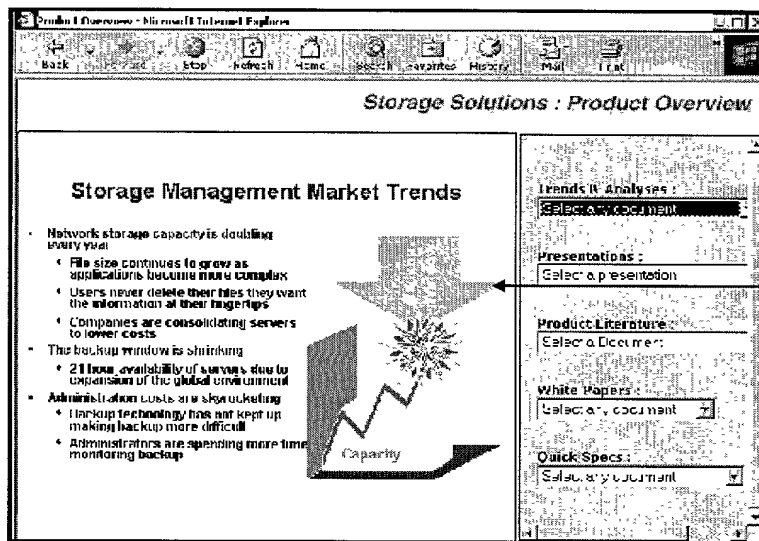 Product Overview - Microsoft Internet Explorer
Back Forward Stop Refresh Home Search Favorites History Mail Print
Storage Solutions : Product Overview
Storage Management Market Trends
• Network storage capacity is doubling
every year
• File size continues to grow as
applications become more complex
• Users never delete their files they want
the information at their fingertips
• Companies are consolidating servers
to lower costs
• The backup window is shrinking
• 24 hour availability of servers due to
expansion of the global environment
• Administration costs are skyrocketing
• Backup technology has not kept up
making backup more difficult
• Administrators are spending more time
monitoring backup
Capacity
Trends & Analyses :
Select any document
Presentations :
Select a presentation
Product Literature :
Select a Document
White Papers :
Select any document
Quick Specs :
Select any document